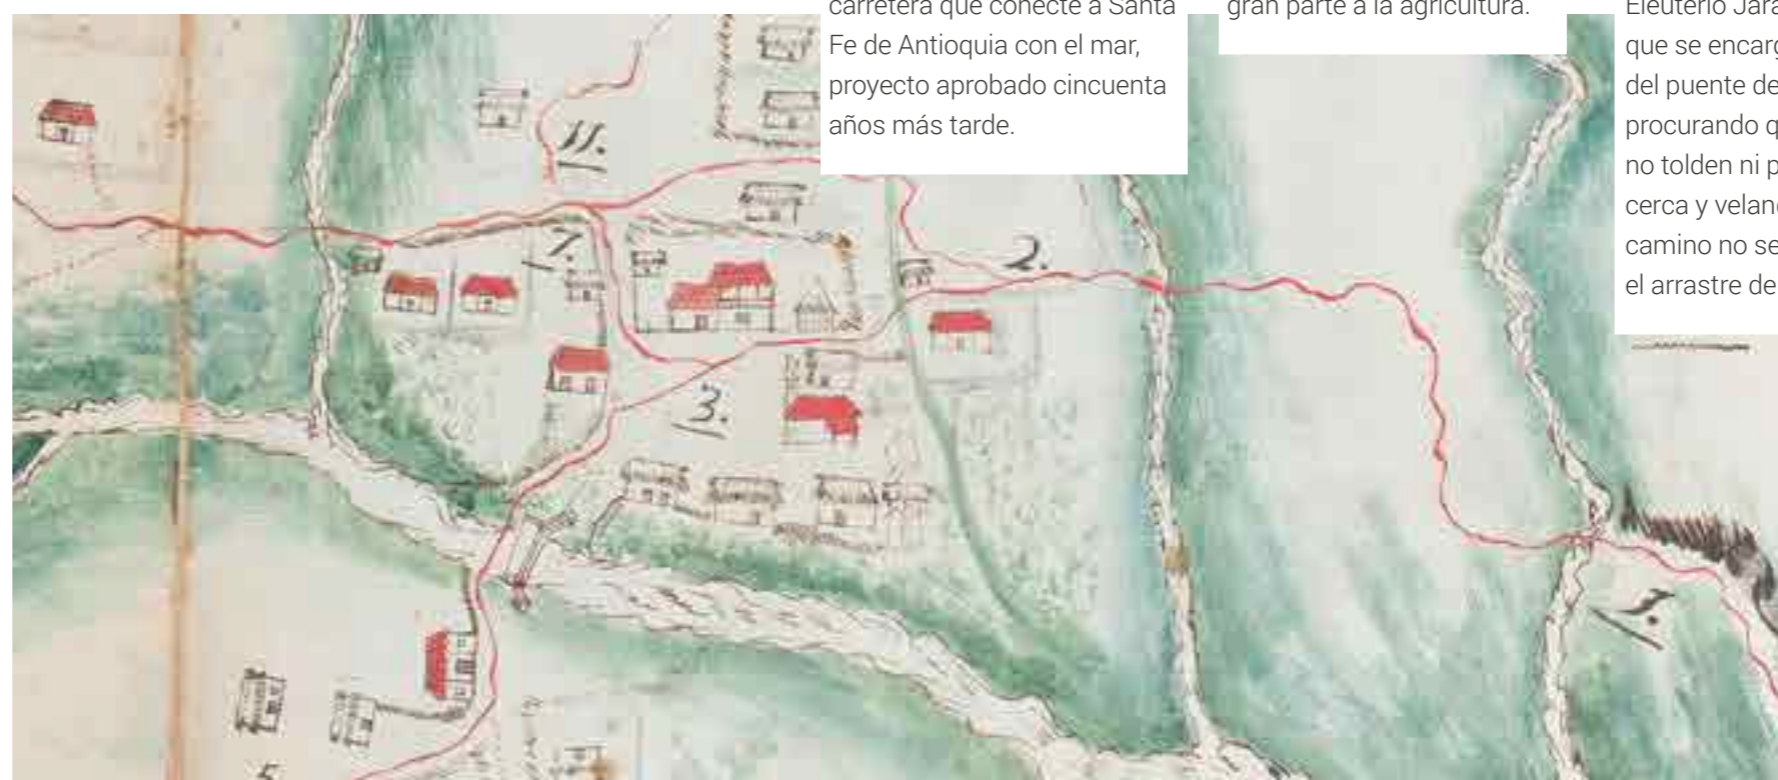 carretera que conecte a Santa
Fe de Antioquia con el mar,
proyecto aprobado cincuenta
años más tarde.
gran parte a la agricultura.
Eleuterio Jara
que se encarg
del puente de
procurando q
no tolden ni p
cerca y veland
camino no se
el arrastre de
11.
7.
2.
3.
1.
5.